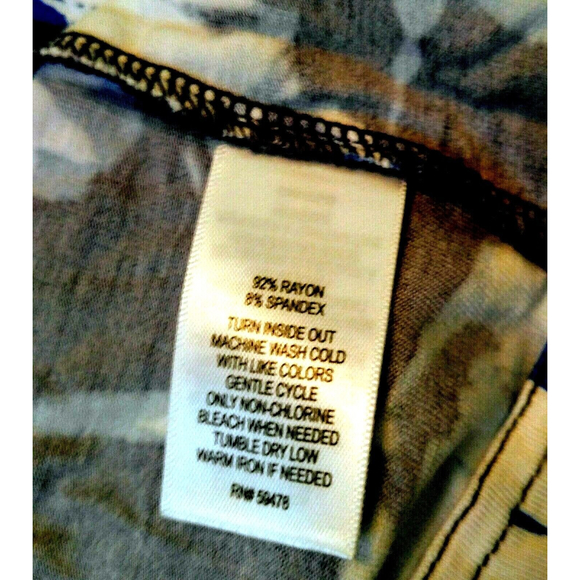 92% RAYON
8% SPANDEX
TURN INSIDE OUT
MACHINE WASH COLD
WITH LIKE COLORS
GENTLE CYCLE
ONLY NON-CHLORINE
BLEACH WHEN NEEDED
TUMBLE DRY LOW
WARM IRON IF NEEDED
RN# 59478